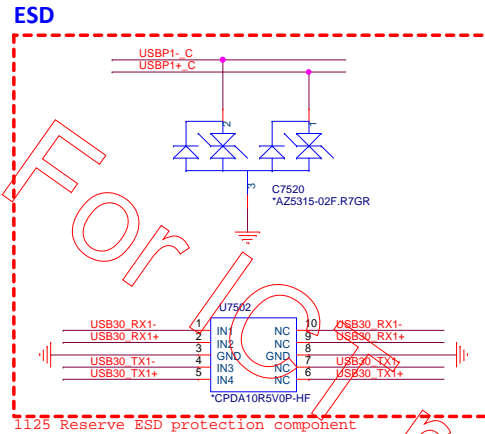 ESD
USBP1-_C
USBP1+_C
2 1
3
C7520
*AZ5315-02F.R7GR
U7502
USB30_RX1- 1 IN1 NC 10 USB30_RX1-
USB30_RX1+ 2 IN2 NC 9 USB30_RX1+
3 GND GND 8
USB30_TX1- 4 IN3 NC 7 USB30_TX1-
USB30_TX1+ 5 IN4 NC 6 USB30_TX1+
*CPDA10R5V0P-HF
1125 Reserve ESD protection component
For